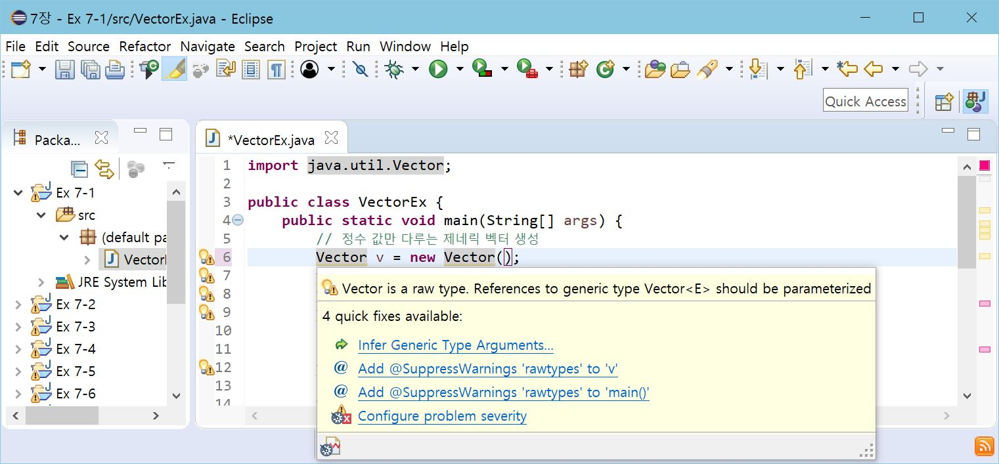 7장 - Ex 7-1/src/VectorEx.java - Eclipse
File Edit Source Refactor Navigate Search Project Run Window Help
Quick Access
Packa...
*VectorEx.java
Ex 7-1
src
(default pa
Vector
JRE System Lib
Ex 7-2
Ex 7-3
Ex 7-4
Ex 7-5
Ex 7-6
1 import java.util.Vector;
2
3 public class VectorEx {
4 public static void main(String[] args) {
5 // 정수 값만 다루는 제네릭 벡터 생성
6 Vector v = new Vector();
7
8
9
10
11
12
13
14
Vector is a raw type. References to generic type Vector<E> should be parameterized
4 quick fixes available:
Infer Generic Type Arguments...
@ Add @SuppressWarnings 'rawtypes' to 'v'
@ Add @SuppressWarnings 'rawtypes' to 'main()'
Configure problem severity